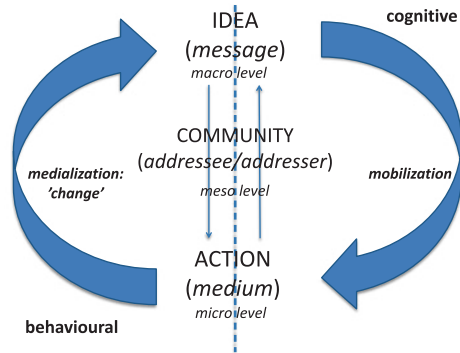 IDEA
cognitive
(message)
macro level
COMMUNITY
(addressee/addresser)
medialization:
'change'
mobilization
meso level
ACTION
(medium)
micro level
behavioural